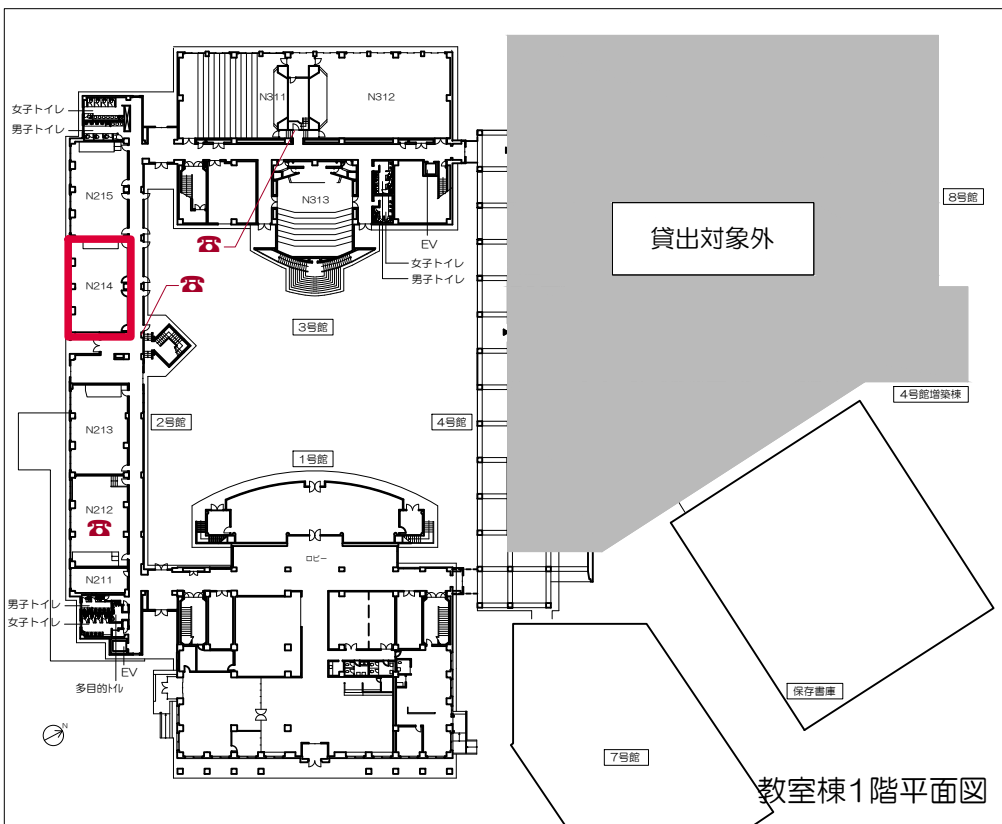 女子トイレ
男子トイレ
N311
N312
N215
N313
EV
女子トイレ
男子トイレ
8号館
貸出対象外
N214
3号館
4号館増築棟
2号館
4号館
N213
1号館
N212
ロビー
N211
男子トイレ
女子トイレ
EV
多目的トイレ
N
保存書庫
7号館
教室棟1階平面図